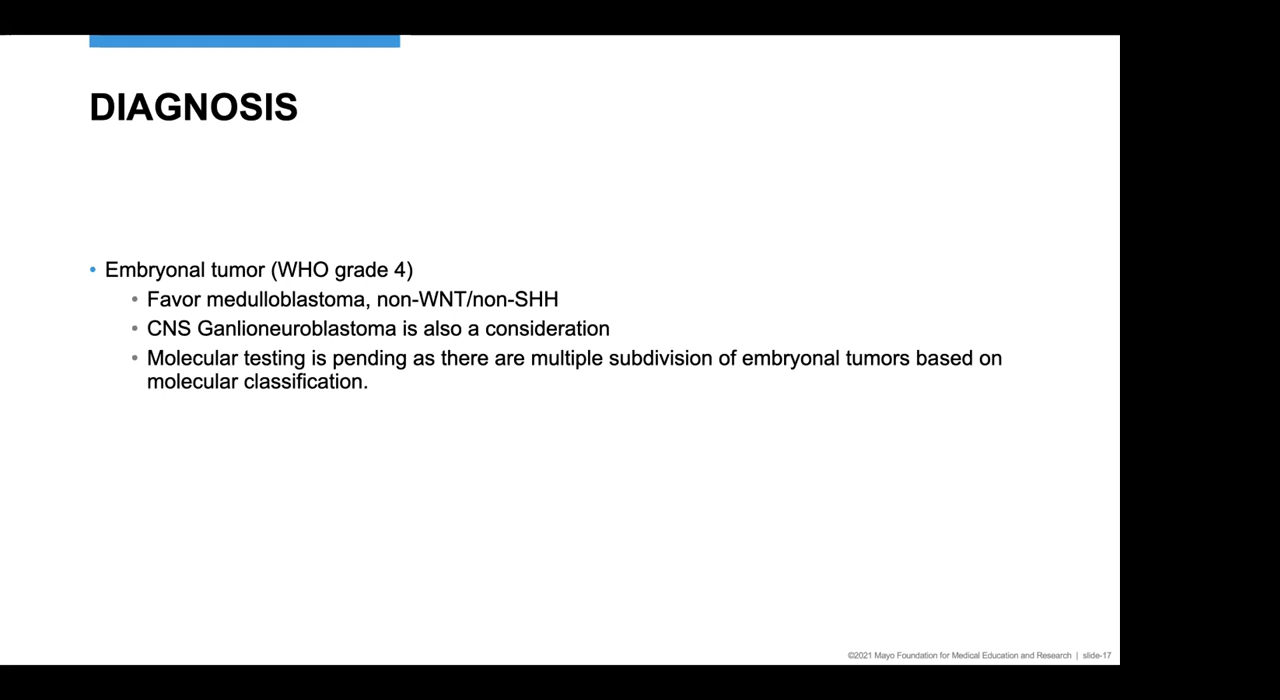 DIAGNOSIS
• Embryonal tumor (WHO grade 4)
• Favor medulloblastoma, non-WNT/non-SHH
• CNS Ganlioneuroblastoma is also a consideration
• Molecular testing is pending as there are multiple subdivision of embryonal tumors based on
molecular classification.
©2021 Mayo Foundation for Medical Education and Research | slide-17